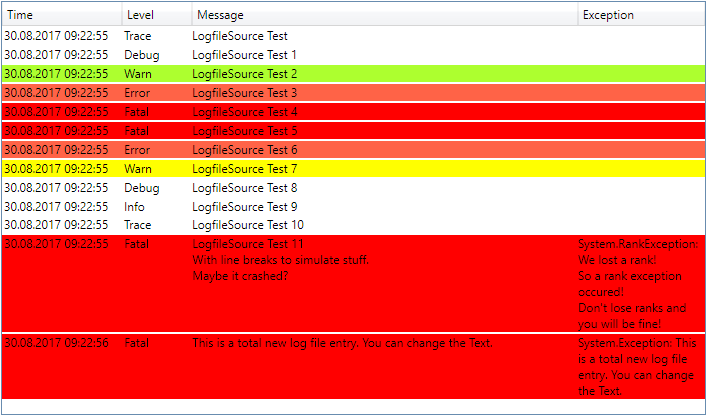 Time Level Message Exception
30.08.2017 09:22:55 Trace LogfileSource Test
30.08.2017 09:22:55 Debug LogfileSource Test 1
30.08.2017 09:22:55 Warn LogfileSource Test 2
30.08.2017 09:22:55 Error LogfileSource Test 3
30.08.2017 09:22:55 Fatal LogfileSource Test 4
30.08.2017 09:22:55 Fatal LogfileSource Test 5
30.08.2017 09:22:55 Error LogfileSource Test 6
30.08.2017 09:22:55 Warn LogfileSource Test 7
30.08.2017 09:22:55 Debug LogfileSource Test 8
30.08.2017 09:22:55 Info LogfileSource Test 9
30.08.2017 09:22:55 Trace LogfileSource Test 10
30.08.2017 09:22:55 Fatal LogfileSource Test 11 System.RankException:
With line breaks to simulate stuff. We lost a rank!
Maybe it crashed? So a rank exception
occured!
Don't lose ranks and
you will be fine!
30.08.2017 09:22:56 Fatal This is a total new log file entry. You can change the Text. System.Exception: This
is a total new log file
entry. You can change
the Text.